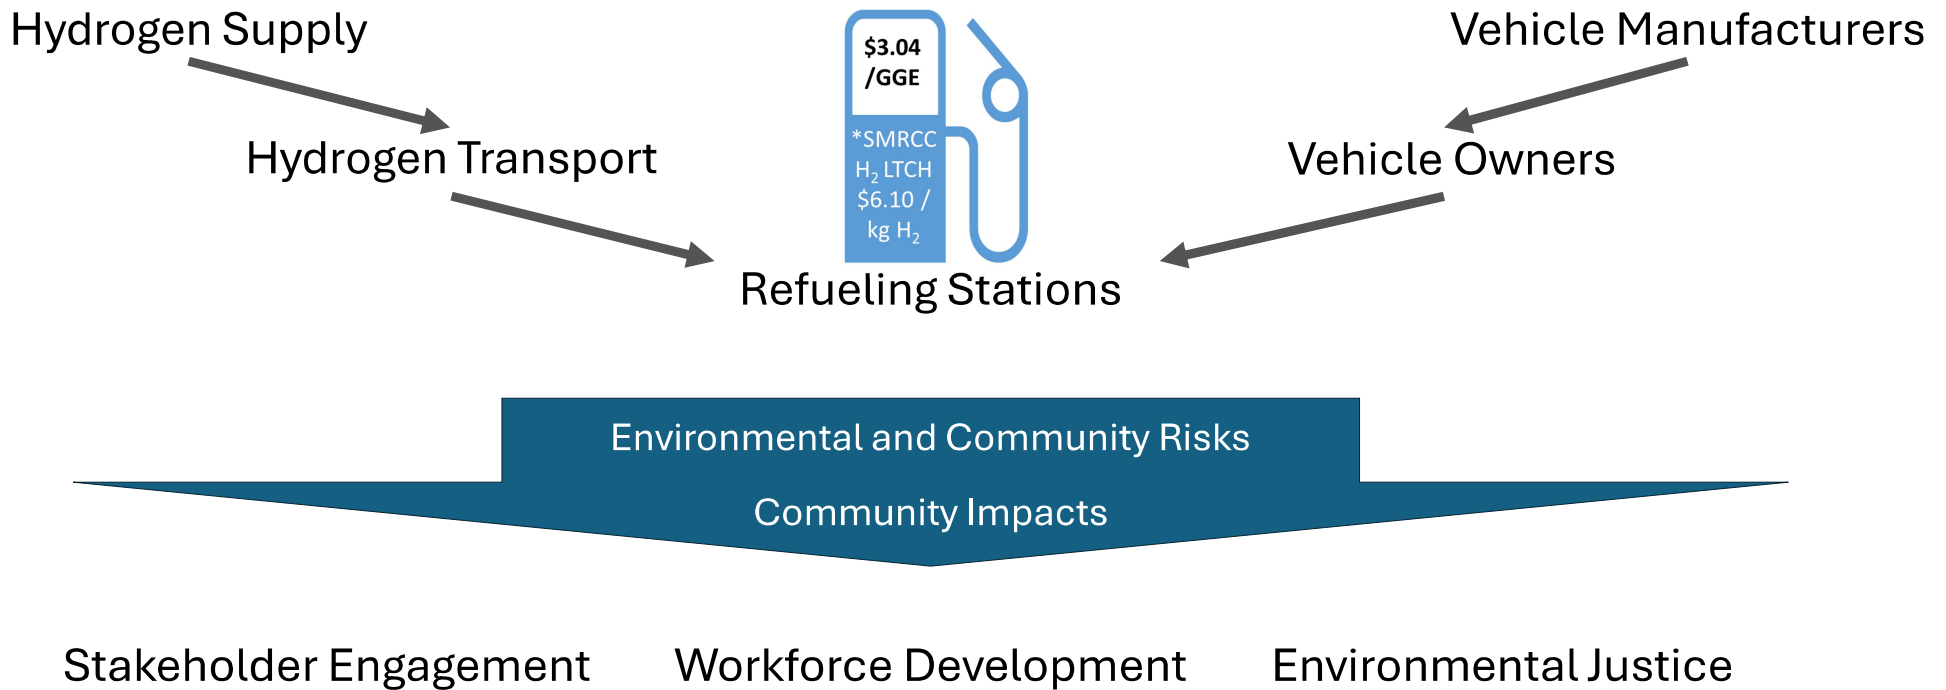 Hydrogen Supply
Vehicle Manufacturers
$3.04
/GGE
*SMRCC
H₂ LTCH
$6.10 /
kg H₂
Hydrogen Transport
Vehicle Owners
Refueling Stations
Environmental and Community Risks
Community Impacts
Stakeholder Engagement
Workforce Development
Environmental Justice